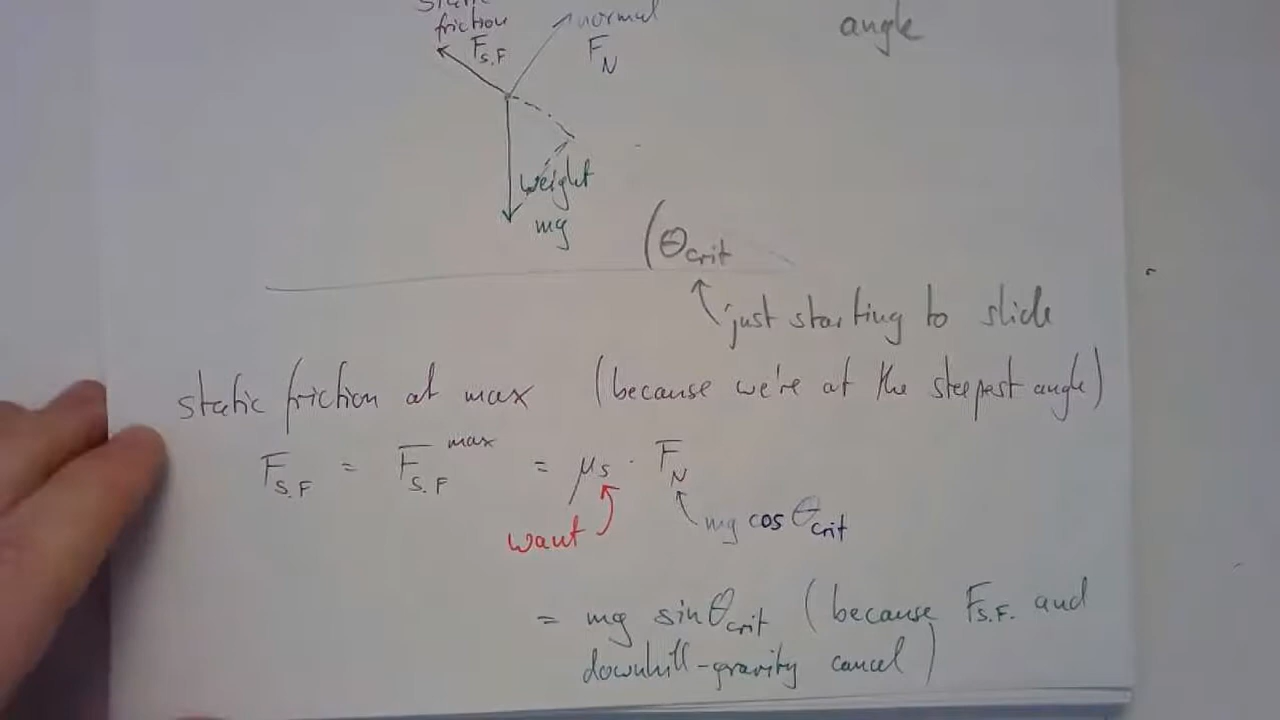 static
friction
F_S.F
normal
F_N
angle
weight
mg
(θ_crit
just starting to slide
static friction at max (because we're at the steepest angle)
F_S.F = F_S.F^max = μ_s · F_N
want
mg cos θ_crit
= mg sin θ_crit (because F_S.F. and
downhill-gravity cancel)